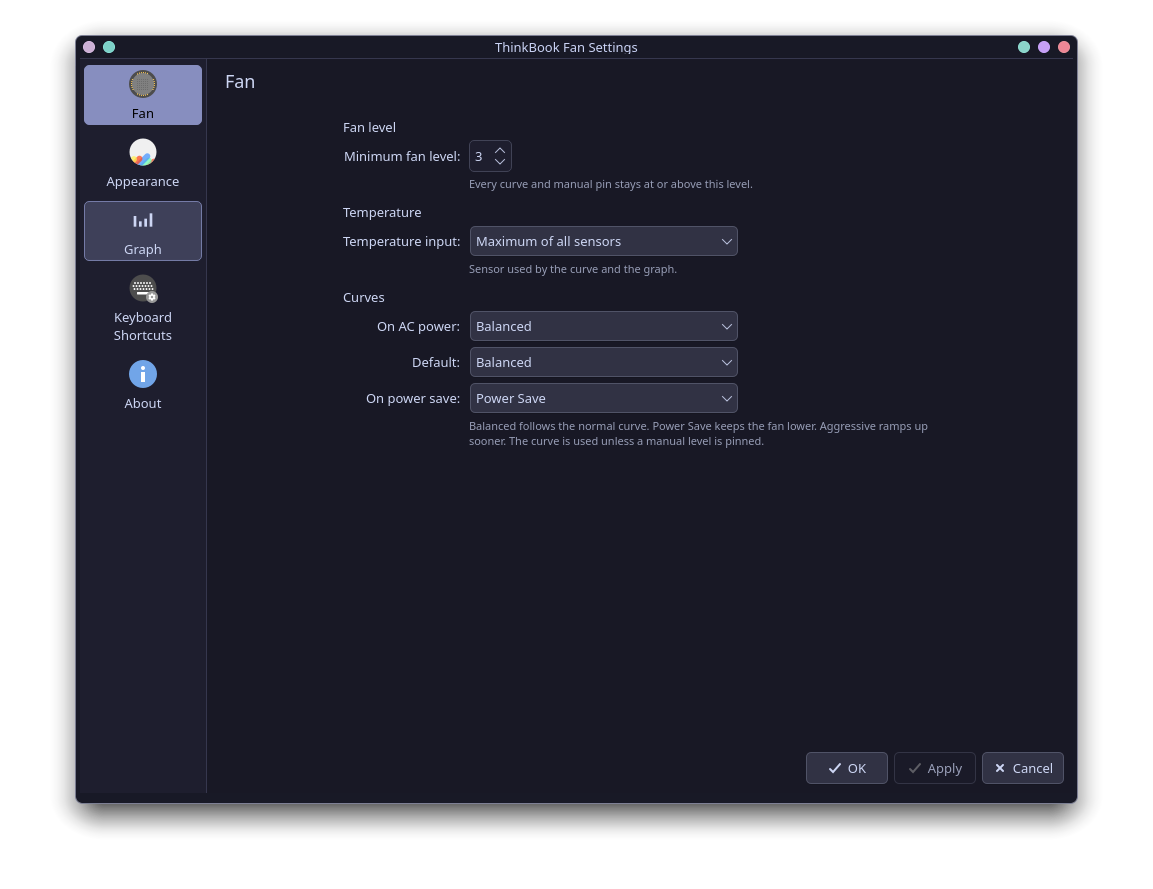 ThinkBook Fan Settings
Fan
Appearance
Graph
Keyboard
Shortcuts
About
Fan
Fan level
Minimum fan level: 3
Every curve and manual pin stays at or above this level.
Temperature
Temperature input: Maximum of all sensors
Sensor used by the curve and the graph.
Curves
On AC power: Balanced
Default: Balanced
On power save: Power Save
Balanced follows the normal curve. Power Save keeps the fan lower. Aggressive ramps up
sooner. The curve is used unless a manual level is pinned.
OK Apply Cancel